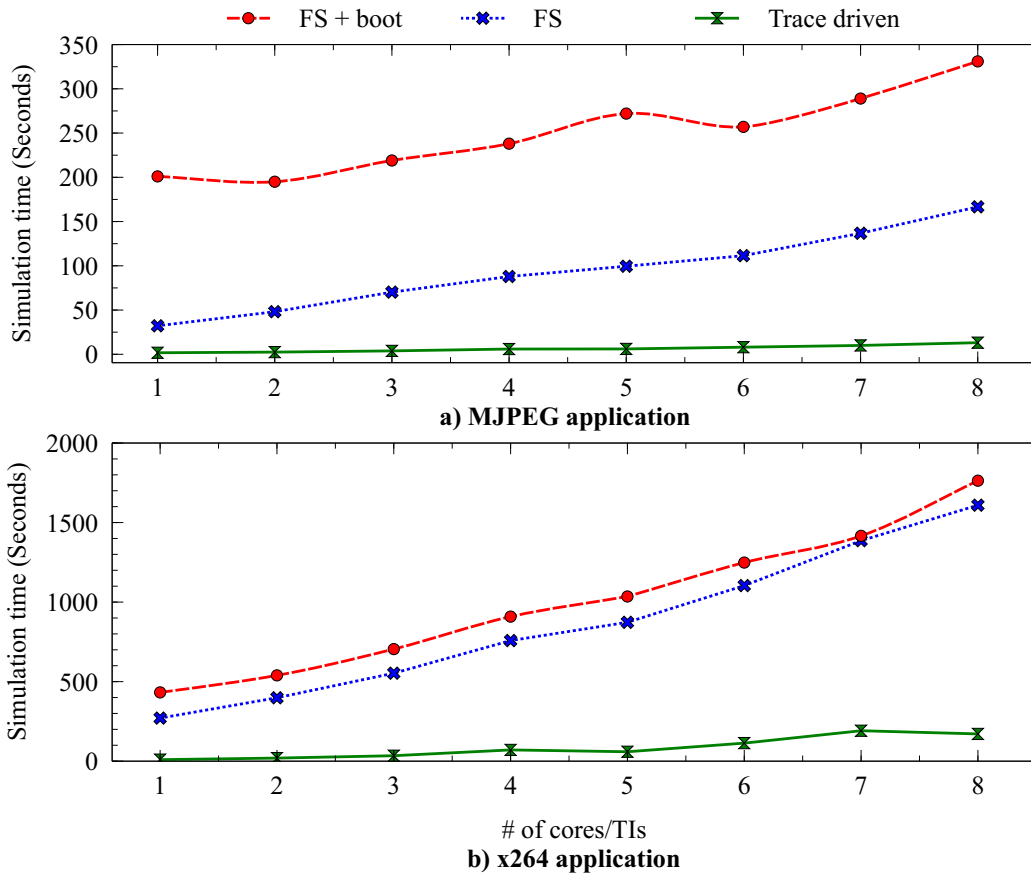 FS + boot FS Trace driven
350
300
250
200
150
100
50
0
Simulation time (Seconds)
1 2 3 4 5 6 7 8
a) MJPEG application
2000
1500
1000
500
0
Simulation time (Seconds)
1 2 3 4 5 6 7 8
# of cores/TIs
b) x264 application